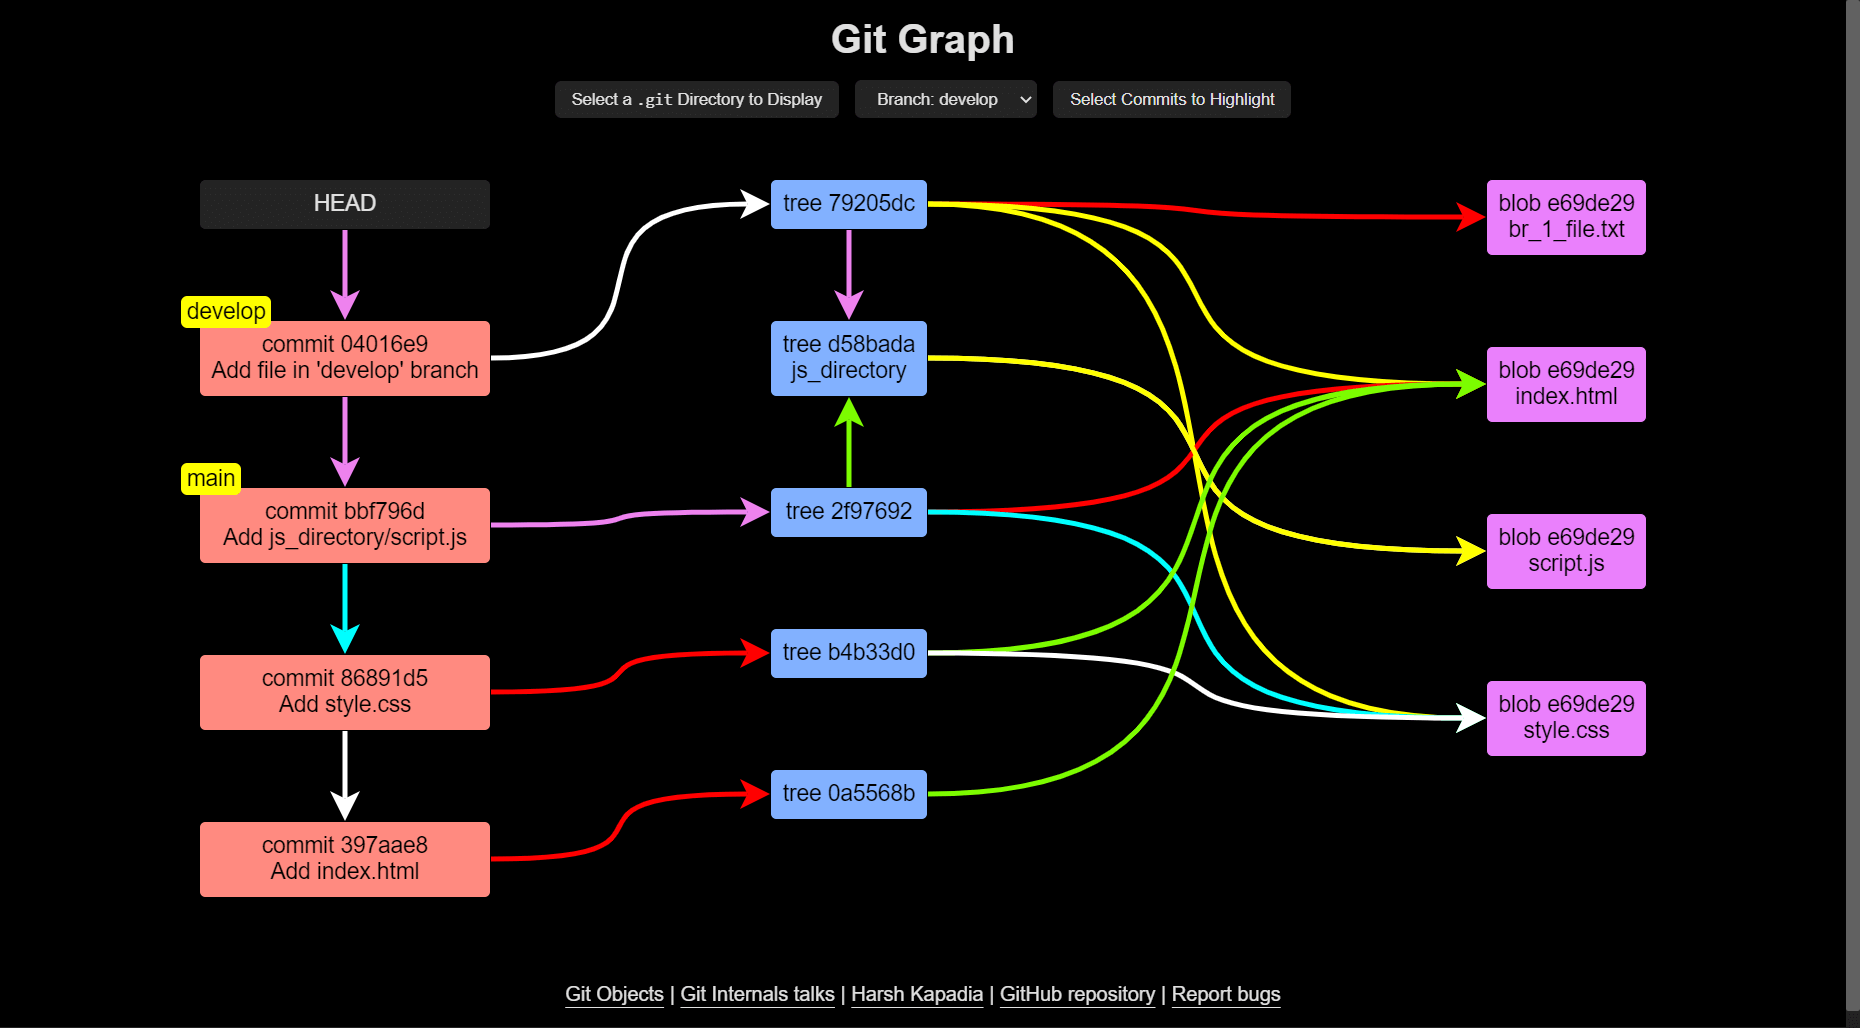 Git Graph
Select a .git Directory to Display
Branch: develop
Select Commits to Highlight
HEAD
develop
commit 04016e9
Add file in 'develop' branch
main
commit bbf796d
Add js_directory/script.js
commit 86891d5
Add style.css
commit 397aae8
Add index.html
tree 79205dc
tree d58bada
js_directory
tree 2f97692
tree b4b33d0
tree 0a5568b
blob e69de29
br_1_file.txt
blob e69de29
index.html
blob e69de29
script.js
blob e69de29
style.css
Git Objects | Git Internals talks | Harsh Kapadia | GitHub repository | Report bugs